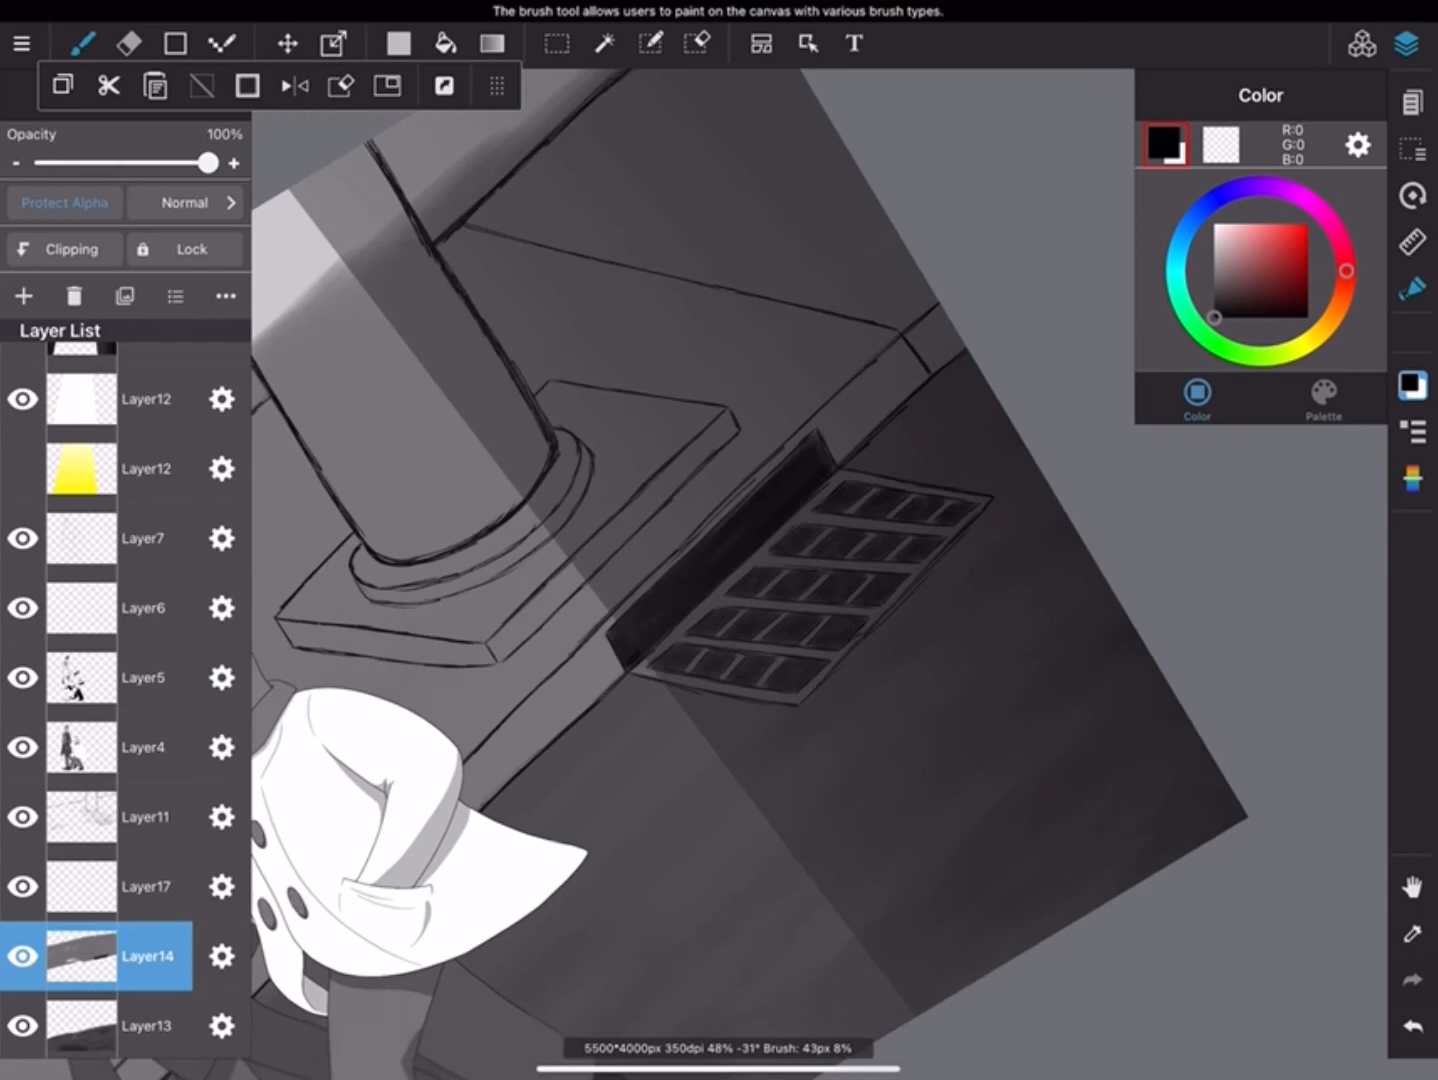 The brush tool allows users to paint on the canvas with various brush types.
T
Opacity 100%
- +
Protect Alpha Normal
Clipping Lock
Layer List
Layer12
Layer12
Layer7
Layer6
Layer5
Layer4
Layer11
Layer17
Layer14
Layer13
Color
R:0
G:0
B:0
Color Palette
5500*4000px 350dpi 48% -31° Brush: 43px 8%